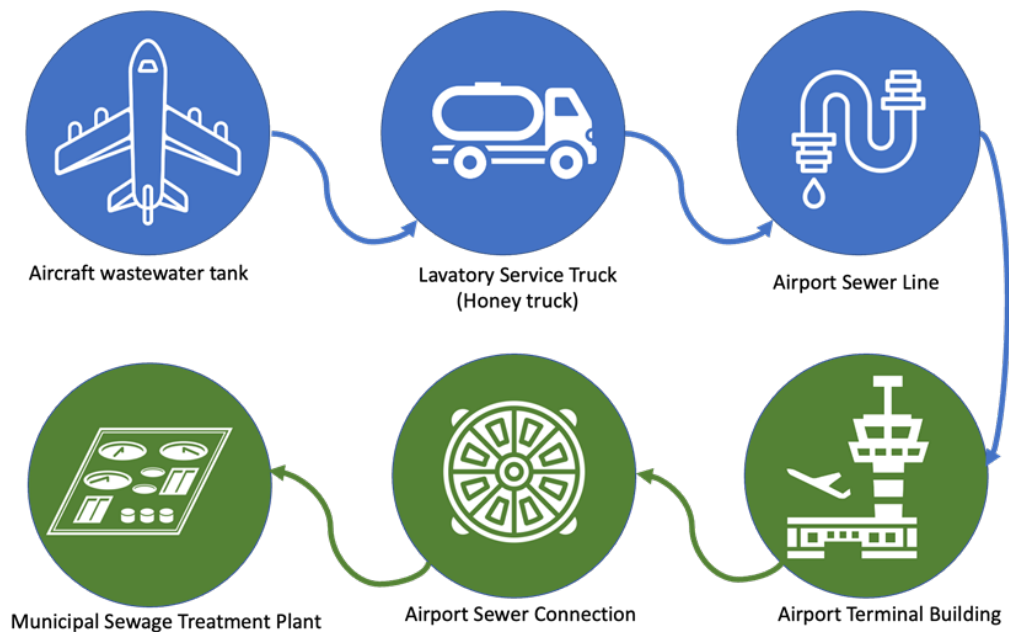 Aircraft wastewater tank
Lavatory Service Truck
(Honey truck)
Airport Sewer Line
Municipal Sewage Treatment Plant
Airport Sewer Connection
Airport Terminal Building